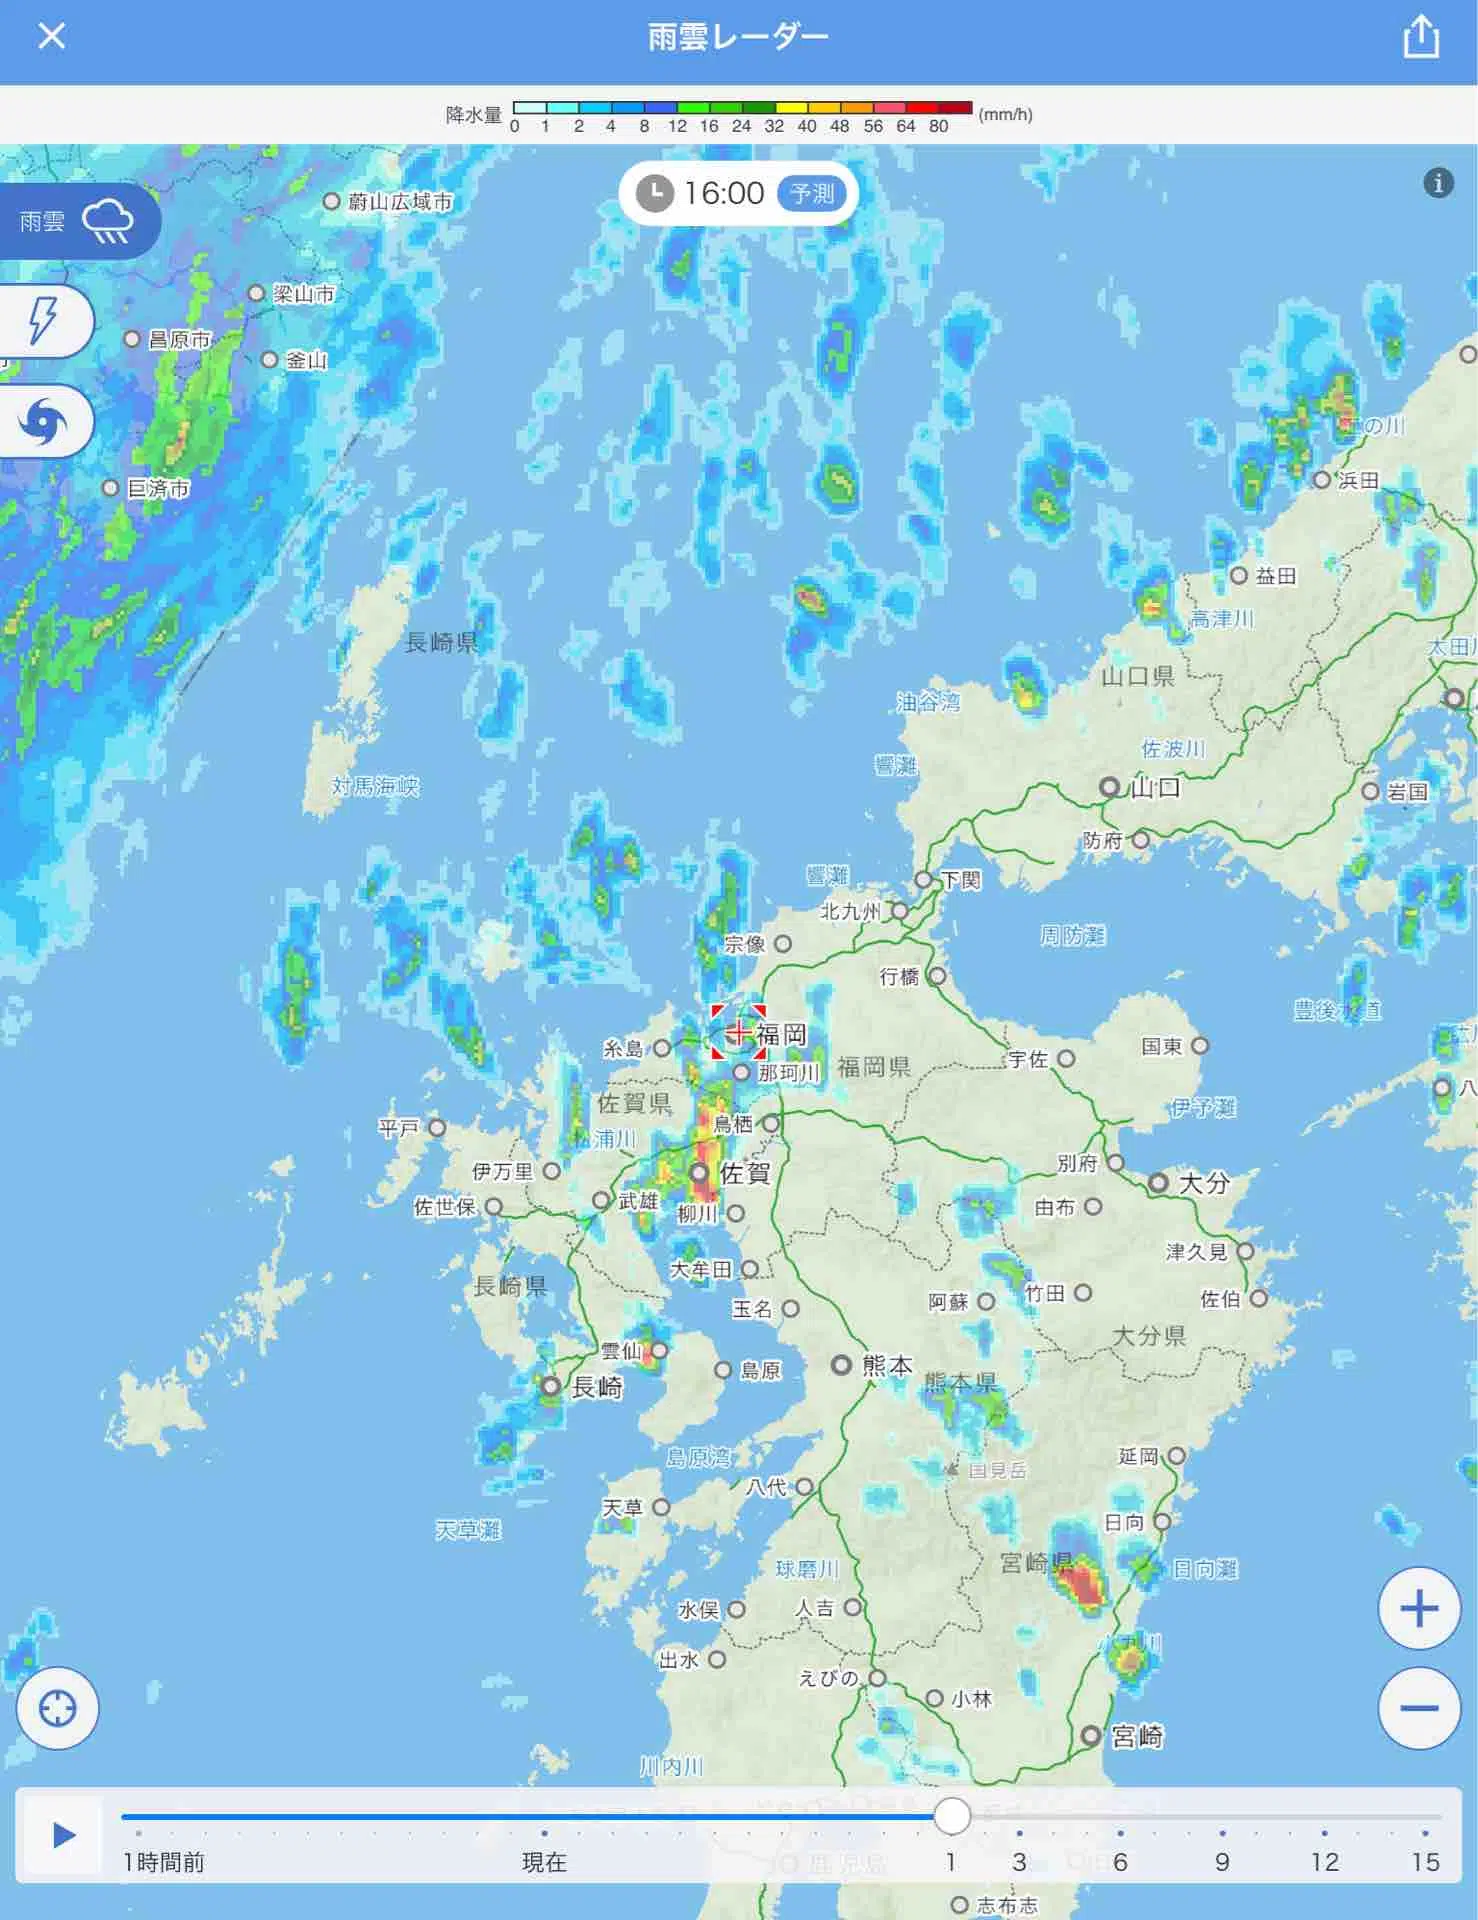 雨雲レーダー
降水量 0 1 2 4 8 12 16 24 32 40 48 56 64 80 (mm/h)
16:00 予測
雨雲
蔚山広域市
梁山市
昌原市
釜山
巨済市
の川
浜田
益田
高津川
長崎県
太田川
山口県
油谷湾
佐波川
響灘
対馬海峡
山口
岩国
防府
響灘
下関
北九州
周防灘
宗像
行橋
豊後水道
福岡
糸島
国東
宇佐
那珂川
福岡県
佐賀県
伊予灘
鳥栖
平戸
松浦川
別府
伊万里
佐賀
大分
武雄
佐世保
柳川
由布
津久見
大牟田
長崎県
竹田
阿蘇
佐伯
玉名
大分県
雲仙
島原
熊本
熊本県
長崎
島原湾
延岡
国見岳
八代
天草
日向
天草灘
宮崎県
球磨川
日向灘
人吉
水俣
小丸川
出水
えびの
小林
宮崎
川内川
1時間前 現在 1 3 6 9 12 15
鹿児島
志布志